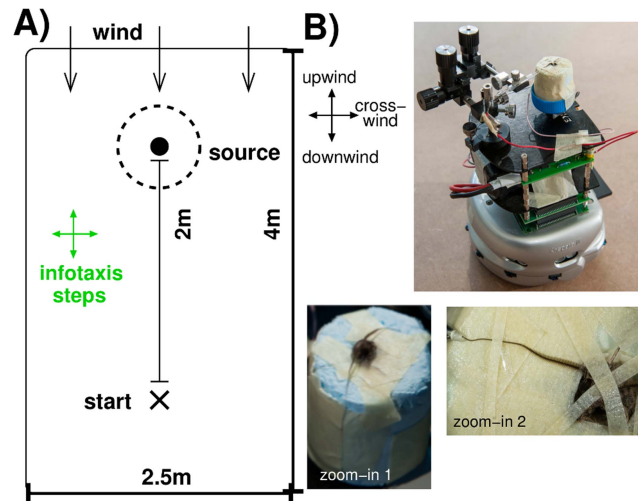 A)
wind
source
2m
4m
infotaxis
steps
start
2.5m
B)
upwind
cross-
wind
downwind
zoom-in 1
zoom-in 2